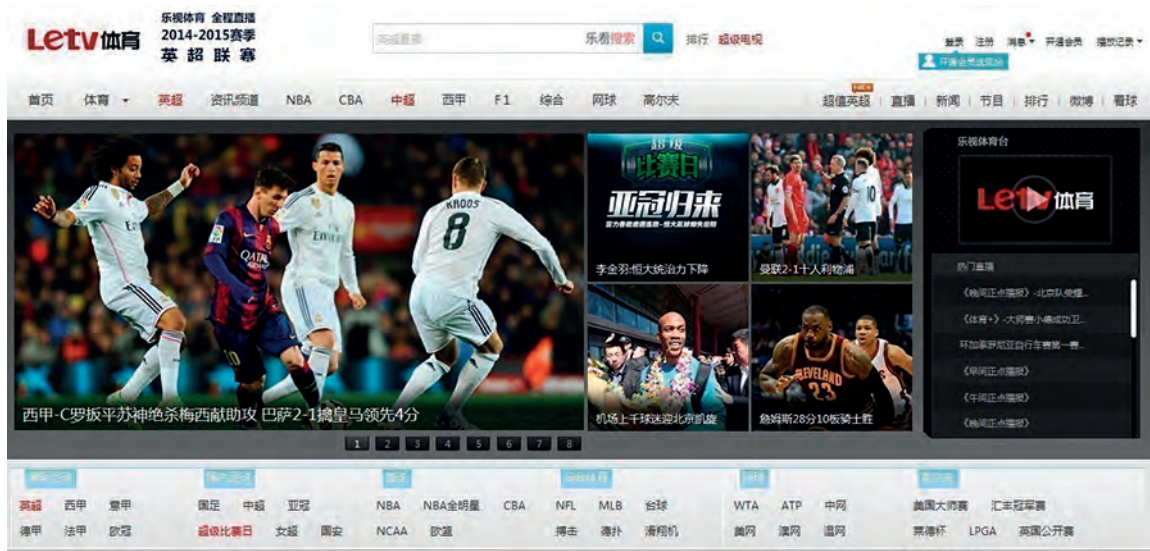 Letv体育
乐视体育 全程直播
2014-2015赛季
英超联赛
英超直播
乐看搜索
排行 超级电视
登录 注册 消息 开通会员 播放记录
首页 体育 英超 资讯频道 NBA CBA 中超 西甲 F1 综合 网球 高尔夫
超值英超 直播 新闻 节目 排行 微博 看球
QATAR
KROOS
8
10
西甲-C罗扳平苏神绝杀梅西献助攻 巴萨2-1擒皇马领先4分
1 2 3 4 5 6 7 8
超级
比赛日
亚冠归来
李金羽:恒大统治力下降
10
曼联2-1十人利物浦
机场上千球迷迎北京凯旋
CLEVELAND
23
詹姆斯28分10板骑士胜
乐视体育台
Letv体育
热门直播
《晚间正点播报》-北京队荣耀...
《体育+》-大师赛小德成功卫...
环加泰罗尼亚自行车赛第一赛...
《早间正点播报》
《午间正点播报》
《晚间正点播报》
英超 西甲 意甲
德甲 法甲 欧冠
国足 中超 亚冠
超级比赛日 女超 国安
NBA NBA全明星 CBA
NCAA 欧篮
NFL MLB 台球
搏击 德扑 滑翔机
WTA ATP 中网
美网 澳网 温网
美国大师赛 汇丰冠军赛
莱德杯 LPGA 英国公开赛